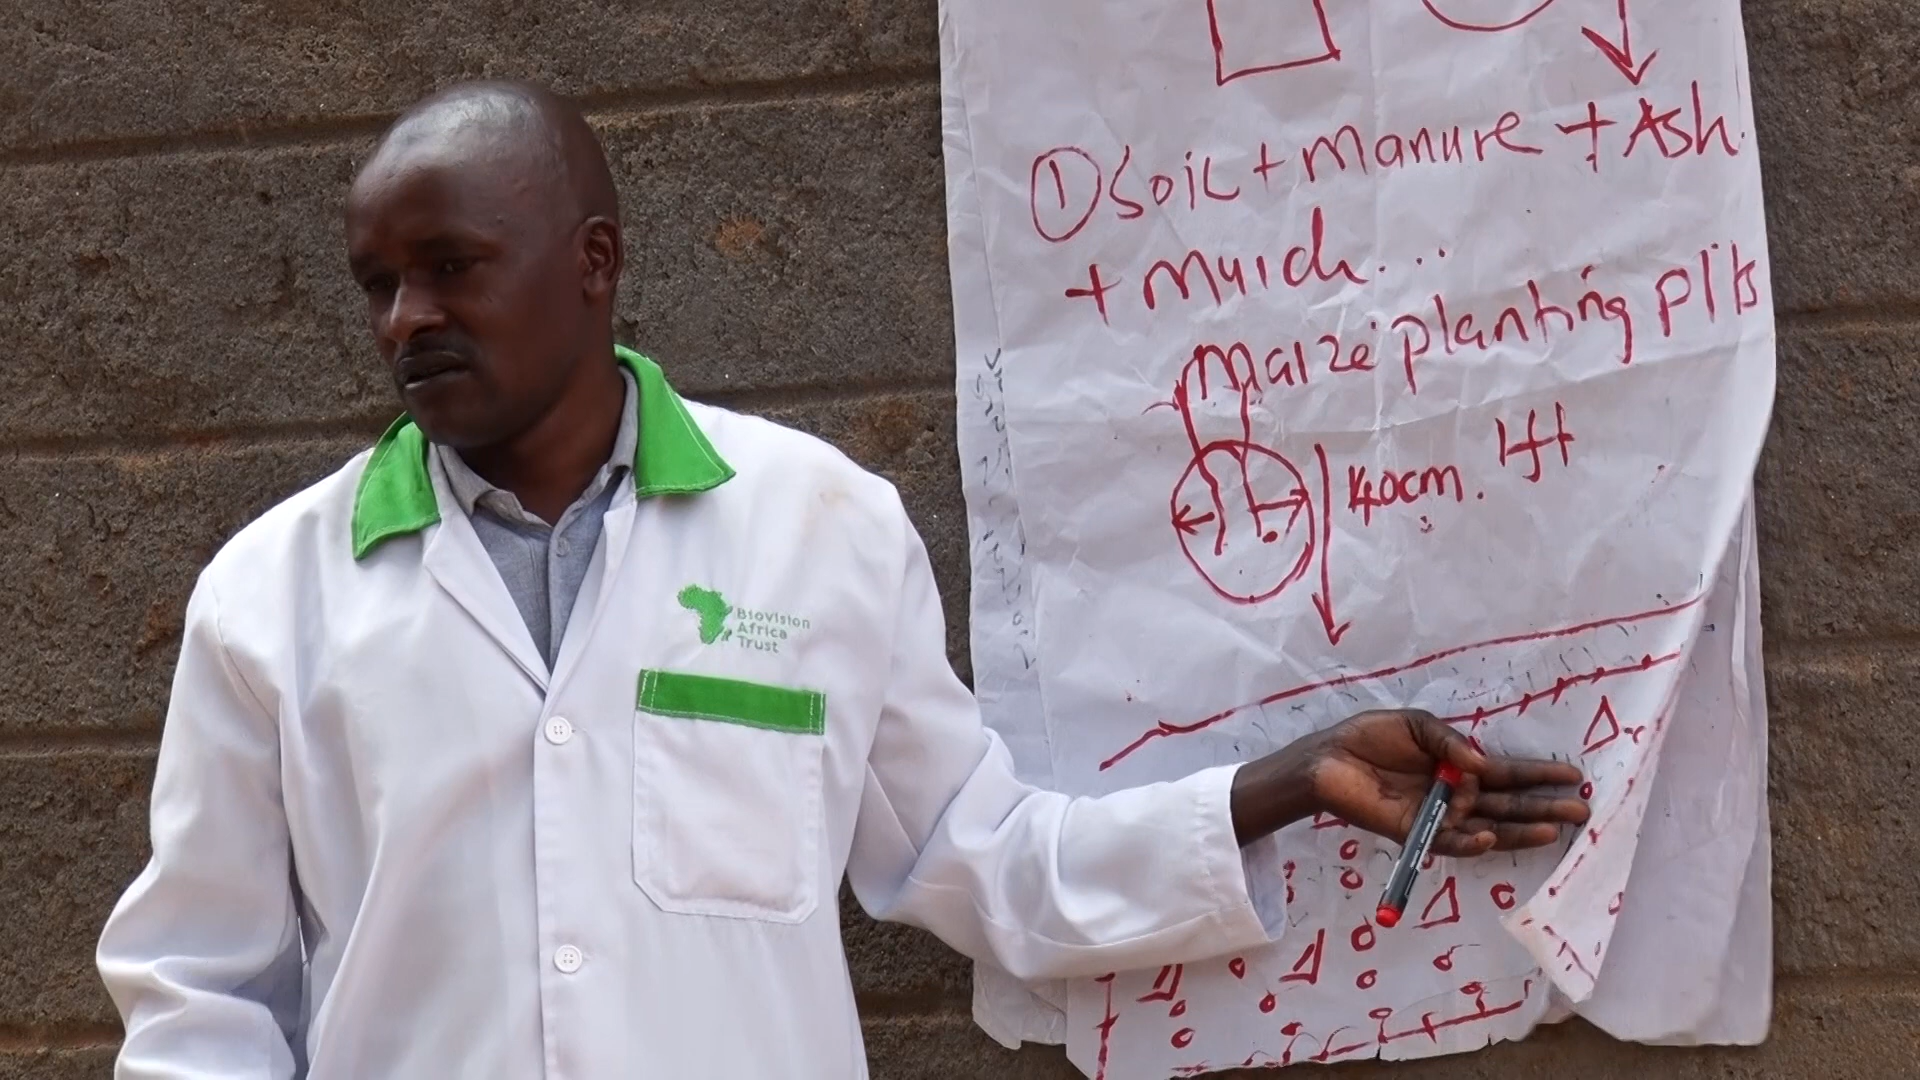 ① Soil + Manure + Ash.
+ Mulch...
Maize planting pits
40cm. 1ft
BioVision
Africa
Trust